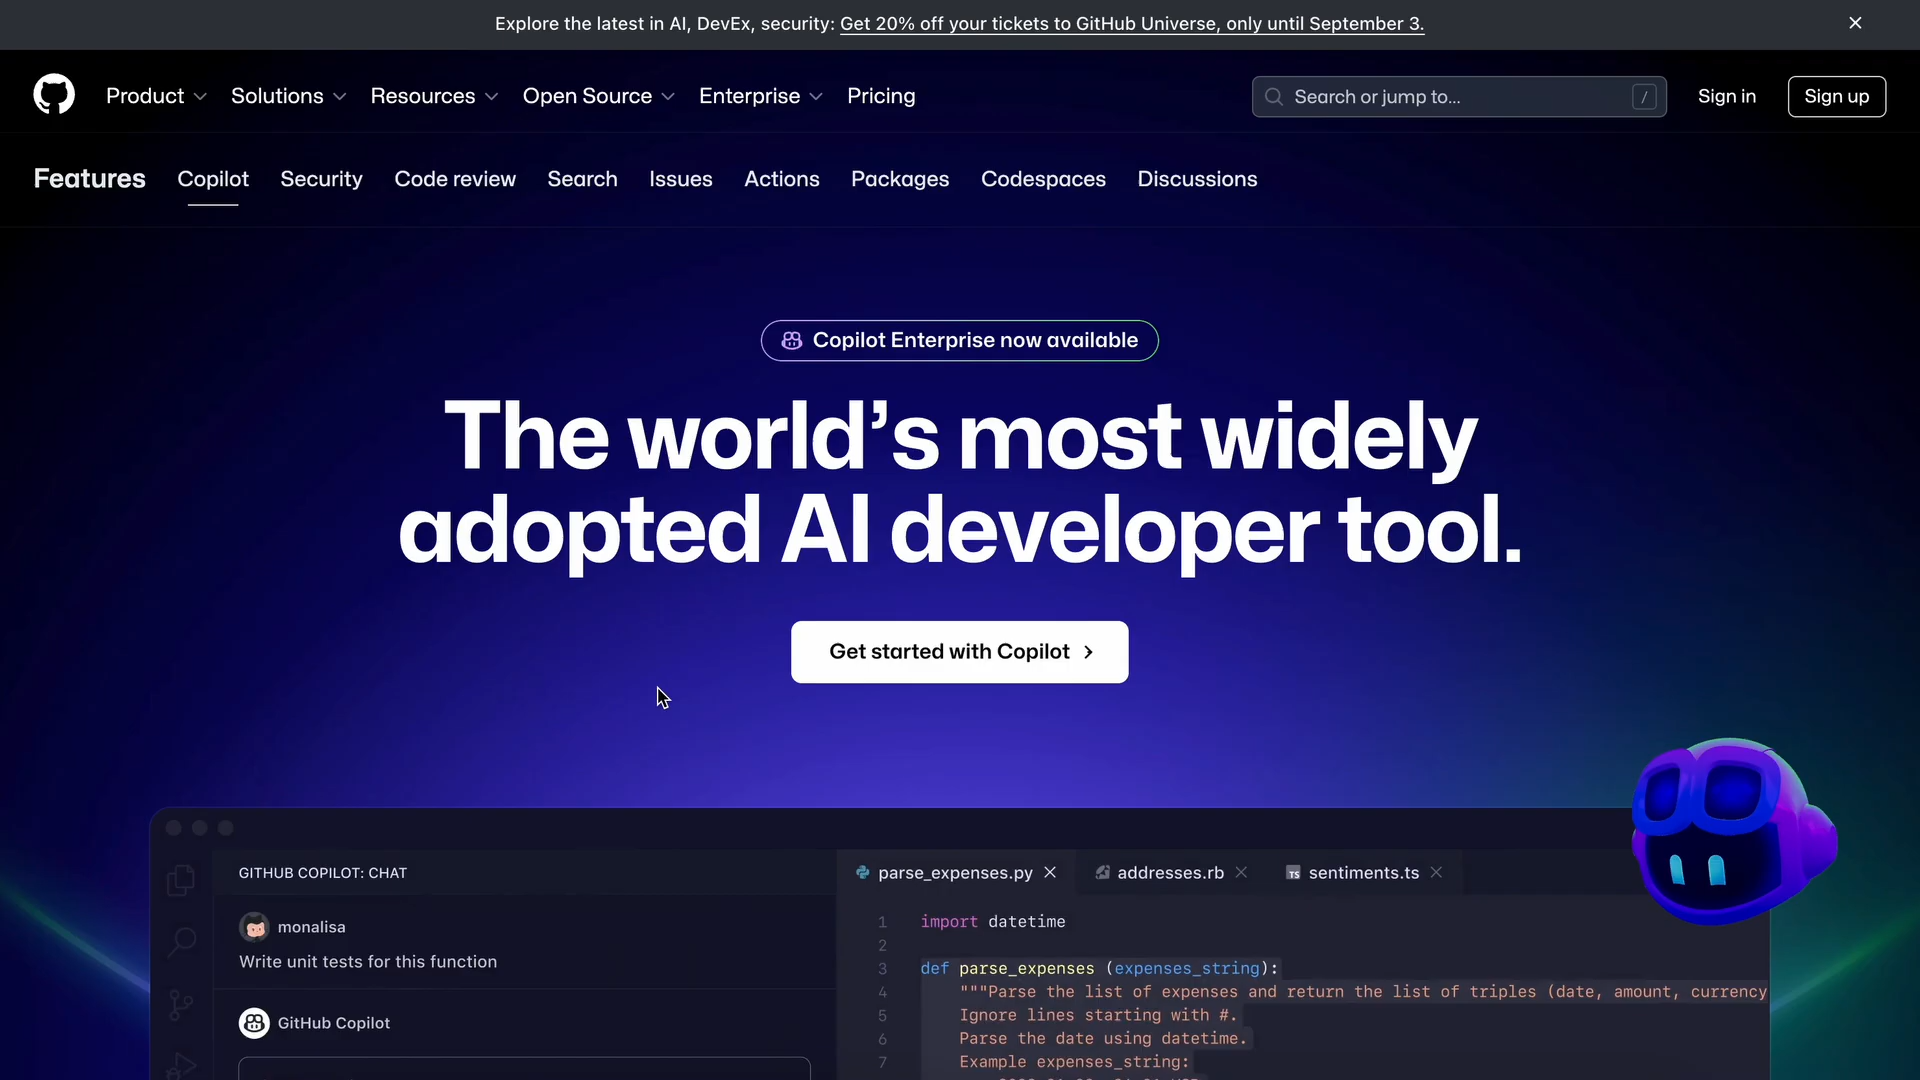 Explore the latest in AI, DevEx, security: Get 20% off your tickets to GitHub Universe, only until September 3.
Product Solutions Resources Open Source Enterprise Pricing Search or jump to... / Sign in Sign up
Features Copilot Security Code review Search Issues Actions Packages Codespaces Discussions
Copilot Enterprise now available
The world’s most widely
adopted AI developer tool.
Get started with Copilot
GITHUB COPILOT: CHAT
monalisa
Write unit tests for this function
GitHub Copilot
parse_expenses.py addresses.rb TS sentiments.ts
1 import datetime
2
3 def parse_expenses (expenses_string):
4 """Parse the list of expenses and return the list of triples (date, amount, currency
5 Ignore lines starting with #.
6 Parse the date using datetime.
7 Example expenses_string: